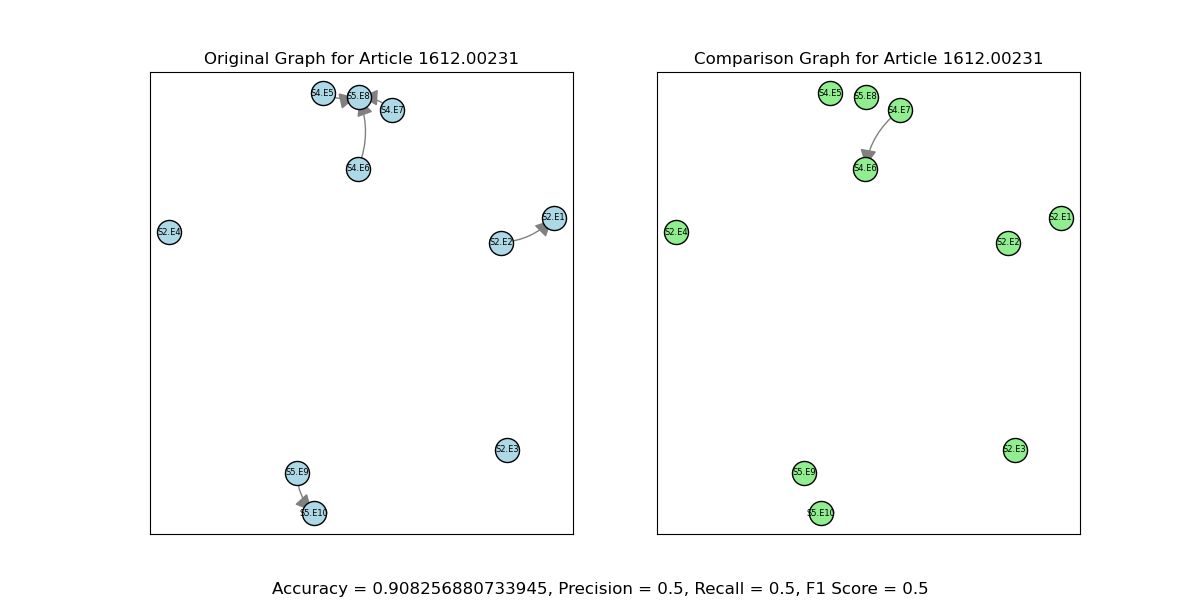 Original Graph for Article 1612.00231
S4.E5
S5.E8
S4.E7
S4.E6
S2.E1
S2.E4
S2.E2
S2.E3
S5.E9
S5.E10
Comparison Graph for Article 1612.00231
S4.E5
S5.E8
S4.E7
S4.E6
S2.E1
S2.E4
S2.E2
S2.E3
S5.E9
S5.E10
Accuracy = 0.908256880733945, Precision = 0.5, Recall = 0.5, F1 Score = 0.5